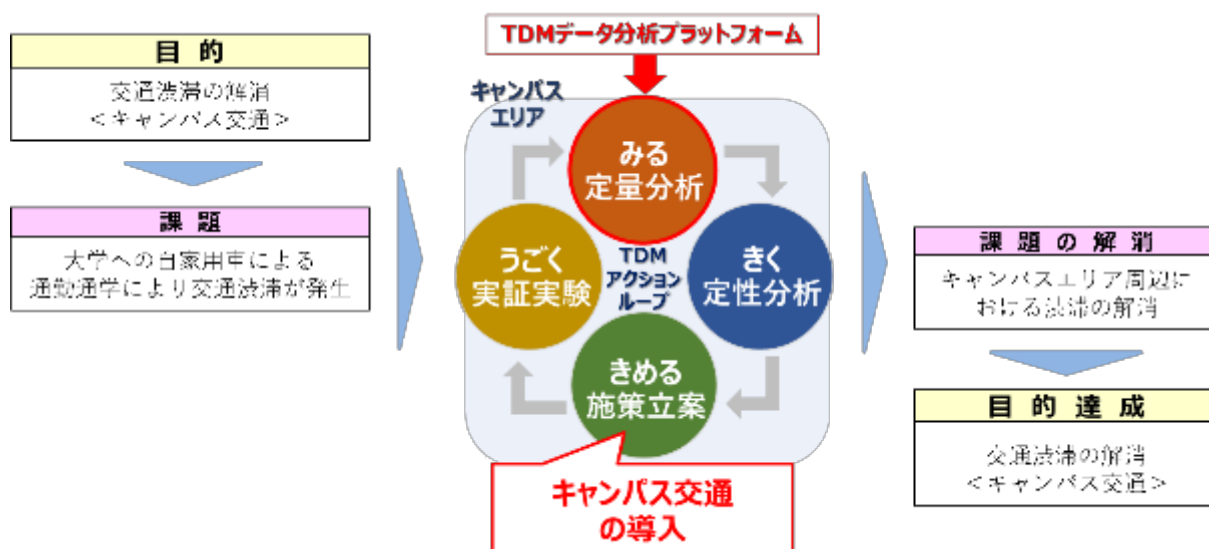 TDMデータ分析プラットフォーム
目的
交通渋滞の解消
<キャンパス交通>
課題
大学への自家用車による
通勤通学により交通渋滞が発生
キャンパス
エリア
みる
定量分析
きく
定性分析
きめる
施策立案
うごく
実証実験
TDM
アクション
ループ
キャンパス交通
の導入
課題の解消
キャンパスエリア周辺に
おける渋滞の解消
目的達成
交通渋滞の解消
<キャンパス交通>